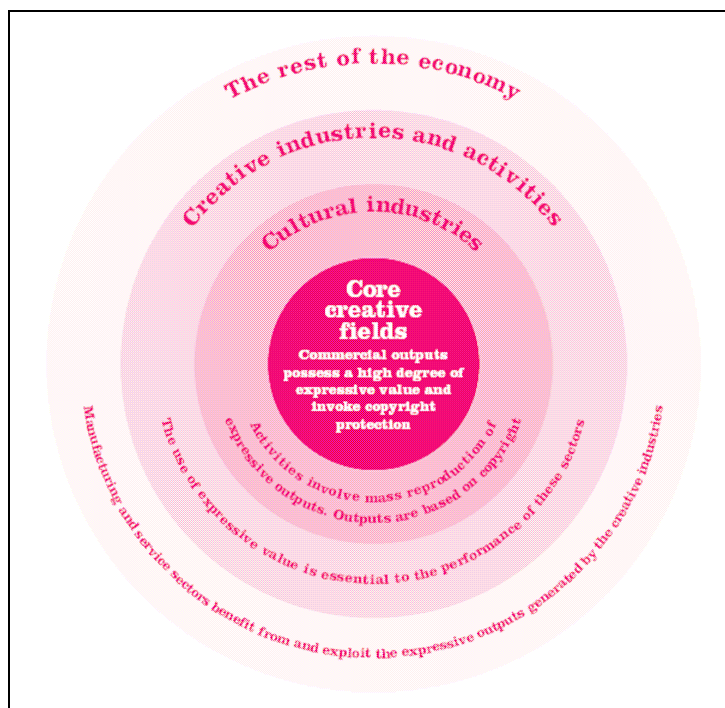 The rest of the economy
Creative industries and activities
Cultural industries
Core
creative
fields
Commercial outputs
possess a high degree of
expressive value and
invoke copyright
protection
Activities involve mass reproduction of
expressive outputs. Outputs are based on copyright
The use of expressive value is essential to the performance of these sectors
Manufacturing and service sectors benefit from and exploit the expressive outputs generated by the creative industries